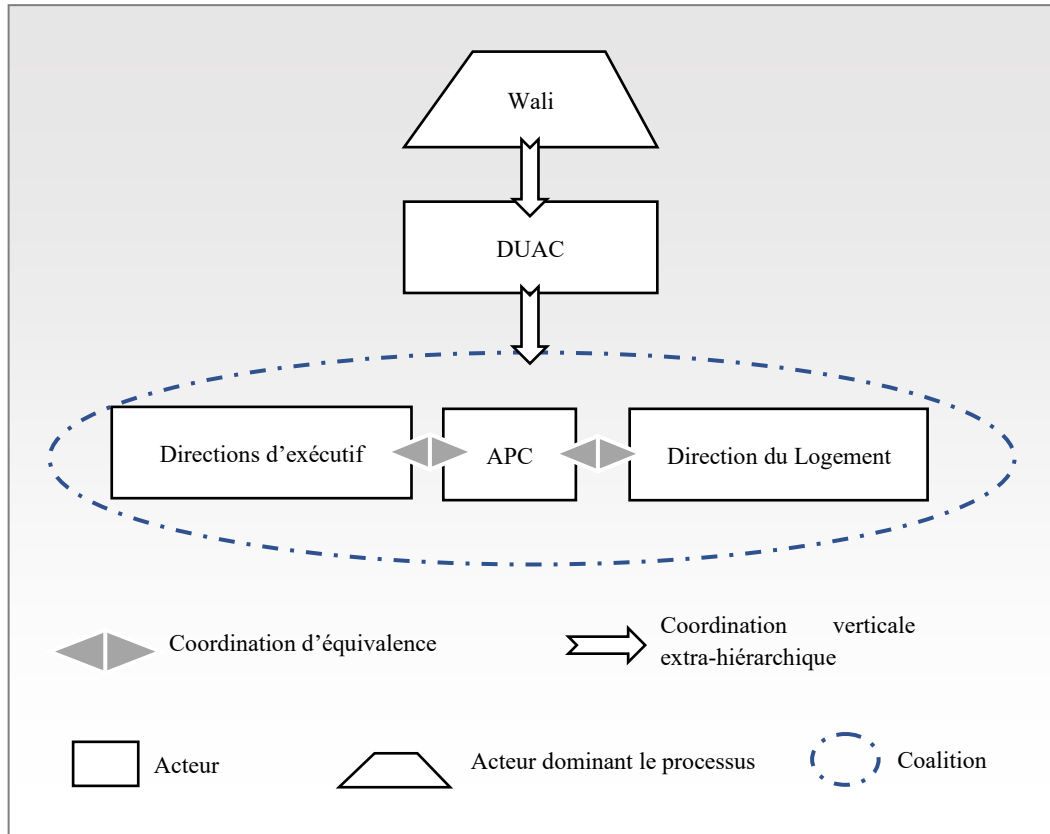 Wali
DUAC
Directions d’exécutif
APC
Direction du Logement
Coordination d’équivalence
Coordination verticale
extra-hiérarchique
Acteur
Acteur dominant le processus
Coalition